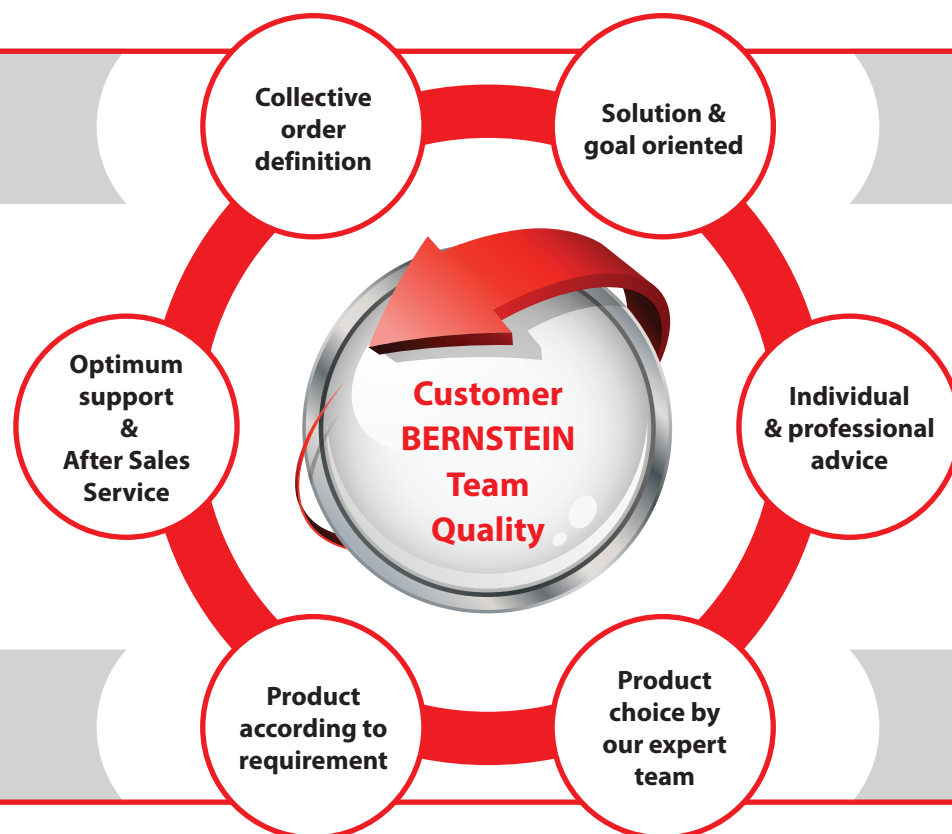 Collective
order
definition
Solution &
goal oriented
Optimum
support
&
After Sales
Service
Customer
BERNSTEIN
Team
Quality
Individual
& professional
advice
Product
according to
requirement
Product
choice by
our expert
team